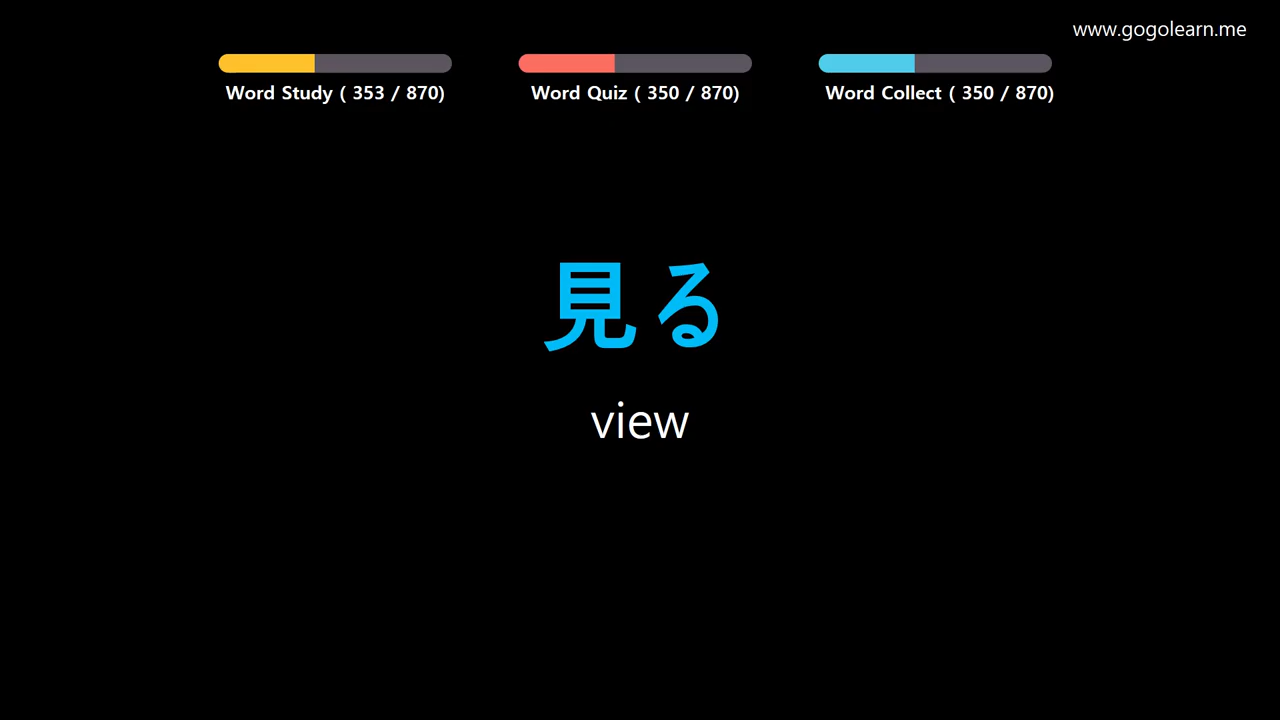 www.gogolearn.me
Word Study ( 353 / 870)
Word Quiz ( 350 / 870)
Word Collect ( 350 / 870)
見る
view